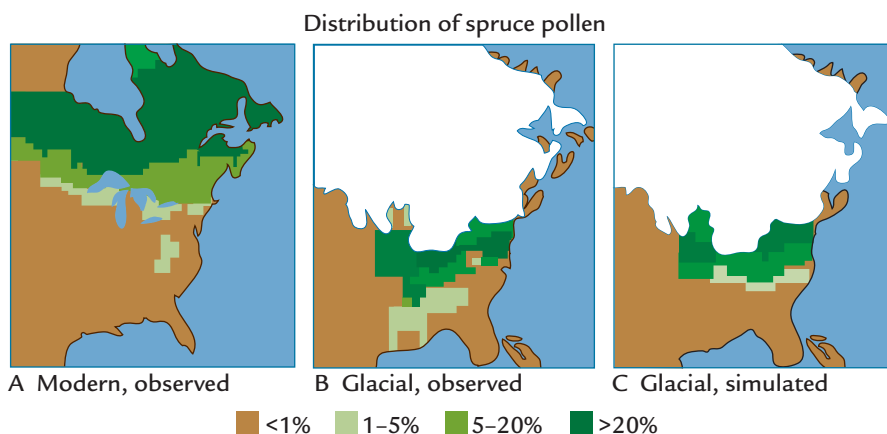 Distribution of spruce pollen
A Modern, observed
B Glacial, observed
C Glacial, simulated
<1%
1–5%
5–20%
>20%